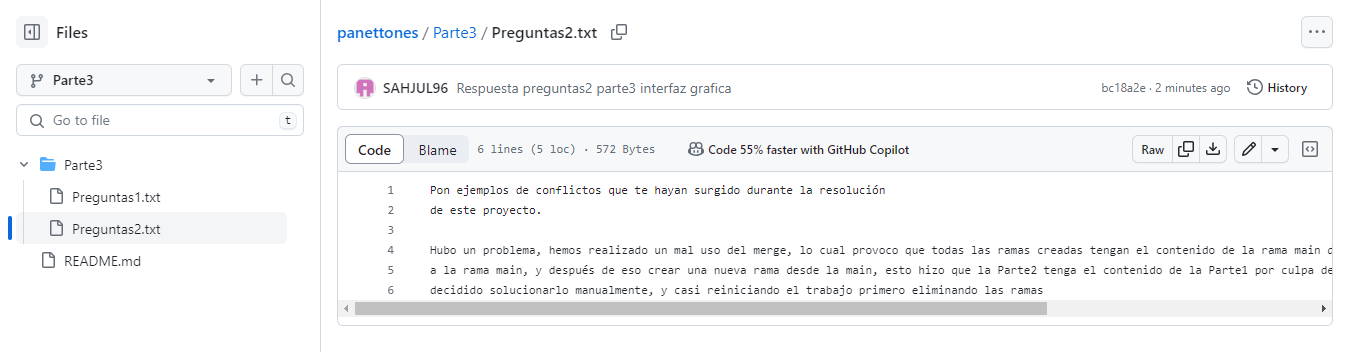 Files
panettones / Parte3 / Preguntas2.txt
Parte3
Go to file
t
Parte3
Preguntas1.txt
Preguntas2.txt
README.md
SAHJUL96 Respuesta preguntas2 parte3 interfaz grafica
bc18a2e · 2 minutes ago
History
Code
Blame
6 lines (5 loc) · 572 Bytes
Code 55% faster with GitHub Copilot
Raw
1 Pon ejemplos de conflictos que te hayan surgido durante la resolución
2 de este proyecto.
3
4 Hubo un problema, hemos realizado un mal uso del merge, lo cual provoco que todas las ramas creadas tengan el contenido de la rama main
5 a la rama main, y después de eso crear una nueva rama desde la main, esto hizo que la Parte2 tenga el contenido de la Parte1 por culpa de
6 decidido solucionarlo manualmente, y casi reiniciando el trabajo primero eliminando las ramas